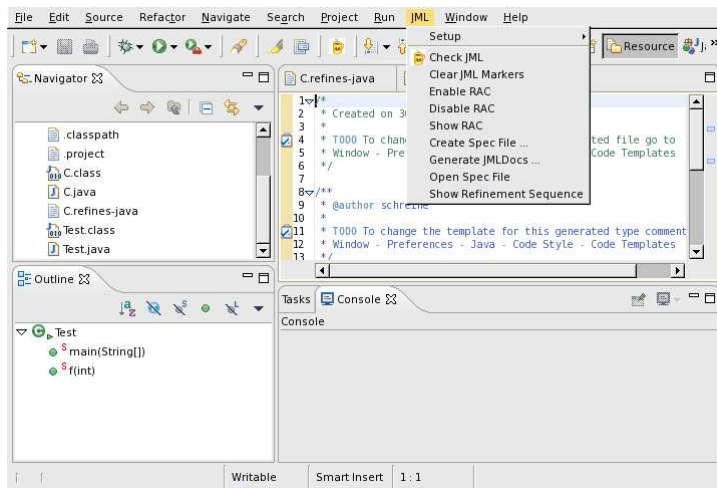 File Edit Source Refactor Navigate Search Project Run JML Window Help
Resource
Setup
Check JML
Clear JML Markers
Enable RAC
Disable RAC
Show RAC
Create Spec File ...
Generate JMLDocs ...
Open Spec File
Show Refinement Sequence
Navigator
.classpath
.project
C.class
C.java
C.refines-java
Test.class
Test.java
C.refines-java
1 /*
2 * Created on
3 *
4 * TODO To chan ted file go to
5 * Window - Pre Code Templates
6 */
7
8 /**
9 * @author schreine
10 *
11 * TODO To change the template for this generated type comment
12 * Window - Preferences - Java - Code Style - Code Templates
13 */
Outline
Test
main(String[])
f(int)
Tasks Console
Console
Writable Smart Insert 1 : 1